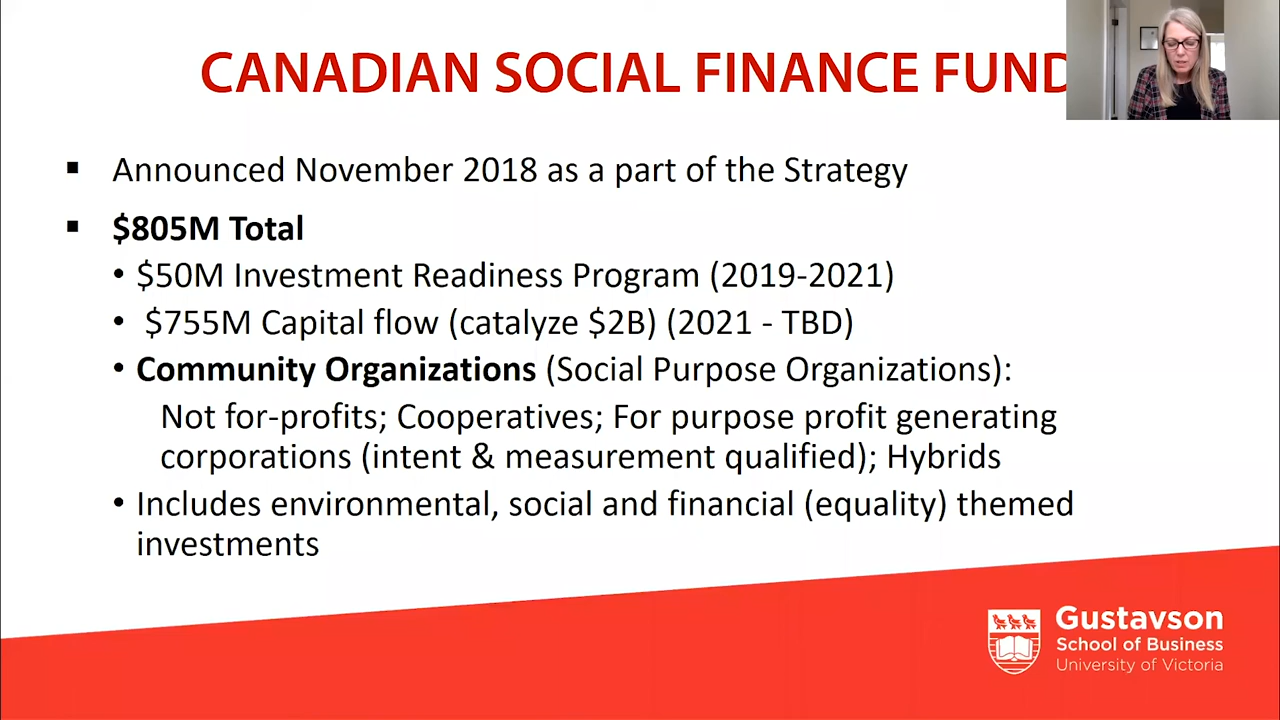 CANADIAN SOCIAL FINANCE FUND
▪ Announced November 2018 as a part of the Strategy
▪ $805M Total
• $50M Investment Readiness Program (2019-2021)
• $755M Capital flow (catalyze $2B) (2021 - TBD)
• Community Organizations (Social Purpose Organizations):
Not for-profits; Cooperatives; For purpose profit generating
corporations (intent & measurement qualified); Hybrids
• Includes environmental, social and financial (equality) themed
investments
Gustavson
School of Business
University of Victoria